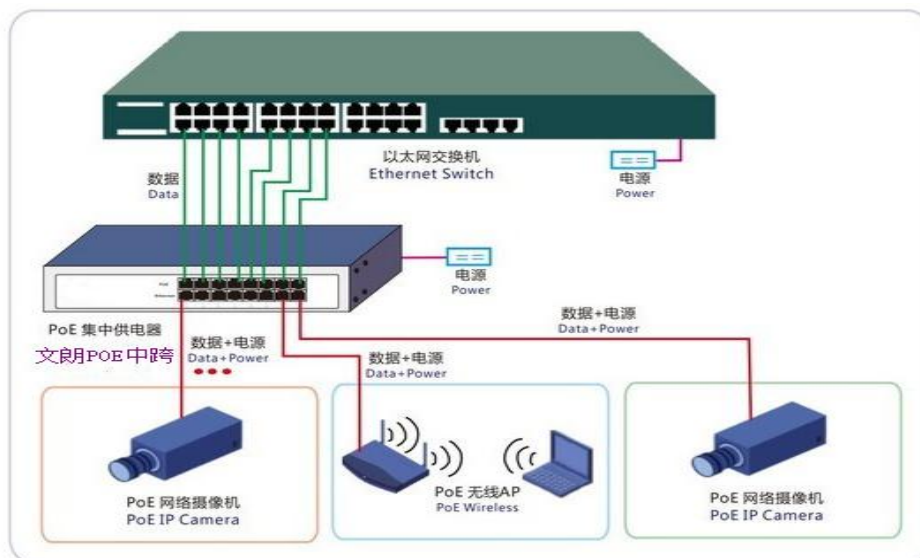 以太网交换机
Ethernet Switch
电源
Power
数据
Data
PoE
Ethernet
电源
Power
PoE 集中供电器
文朗POE中跨
数据+电源
Data+Power
数据+电源
Data+Power
数据+电源
Data+Power
PoE 网络摄像机
PoE IP Camera
PoE 无线AP
PoE Wireless
PoE 网络摄像机
PoE IP Camera